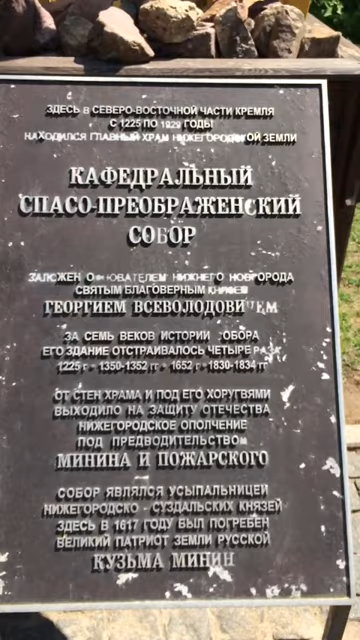 ЗДЕСЬ В СЕВЕРО-ВОСТОЧНОЙ ЧАСТИ КРЕМЛЯ
С 1225 ПО 1929 ГОДЫ
НАХОДИЛСЯ ГЛАВНЫЙ ХРАМ НИЖЕГОРОДСКОЙ ЗЕМЛИ
КАФЕДРАЛЬНЫЙ
СПАСО-ПРЕОБРАЖЕНСКИЙ
СОБОР
ЗАЛОЖЕН ОСНОВАТЕЛЕМ НИЖНЕГО НОВГОРОДА
СВЯТЫМ БЛАГОВЕРНЫМ КНЯЗЕМ
ГЕОРГИЕМ ВСЕВОЛОДОВИЧЕМ
ЗА СЕМЬ ВЕКОВ ИСТОРИИ СОБОРА
ЕГО ЗДАНИЕ ОТСТРАИВАЛОСЬ ЧЕТЫРЕ РАЗА
1225 г • 1350-1352 гг • 1652 г • 1830-1834 гг
ОТ СТЕН ХРАМА И ПОД ЕГО ХОРУГВЯМИ
ВЫХОДИЛО НА ЗАЩИТУ ОТЕЧЕСТВА
НИЖЕГОРОДСКОЕ ОПОЛЧЕНИЕ
ПОД ПРЕДВОДИТЕЛЬСТВОМ
МИНИНА И ПОЖАРСКОГО
СОБОР ЯВЛЯЛСЯ УСЫПАЛЬНИЦЕЙ
НИЖЕГОРОДСКО - СУЗДАЛЬСКИХ КНЯЗЕЙ
ЗДЕСЬ В 1617 ГОДУ БЫЛ ПОГРЕБЕН
ВЕЛИКИЙ ПАТРИОТ ЗЕМЛИ РУССКОЙ
КУЗЬМА МИНИН